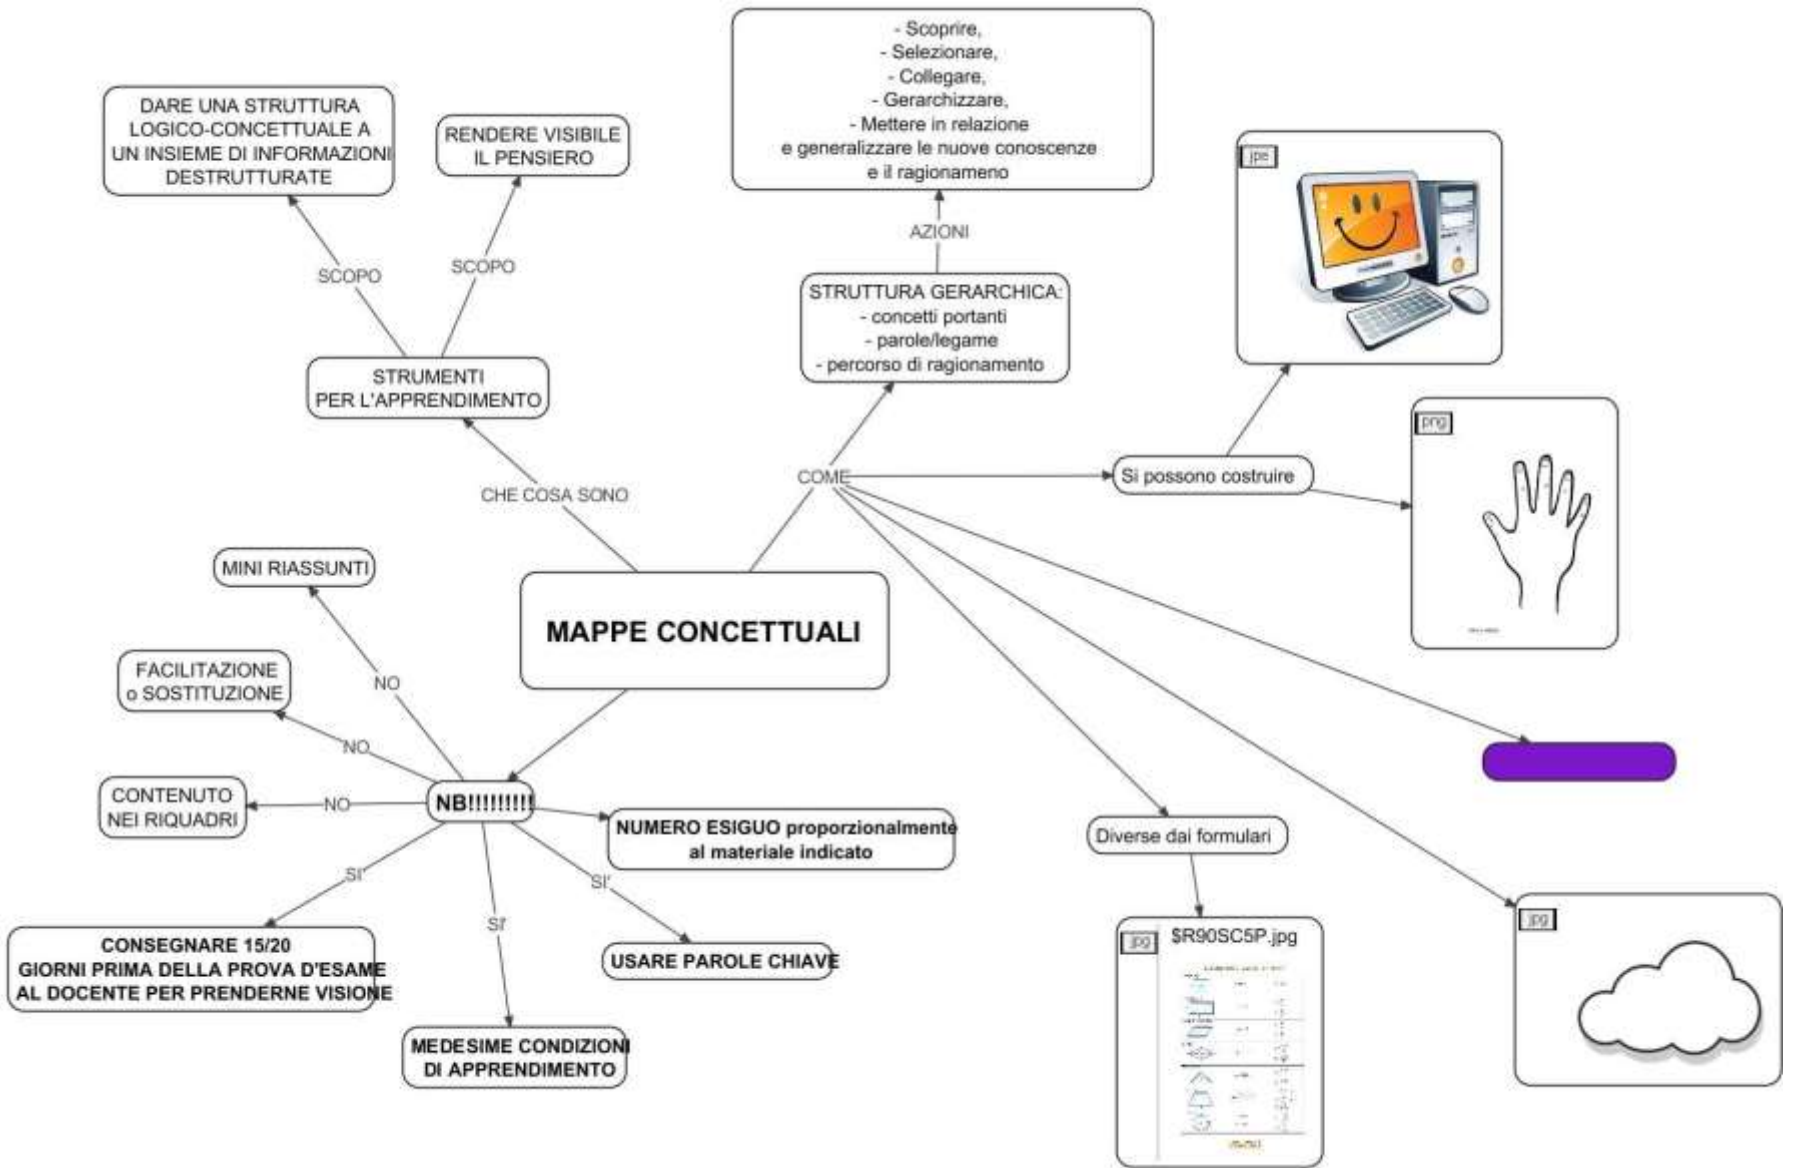 - Scoprire,
- Selezionare,
- Collegare,
- Gerarchizzare,
- Mettere in relazione
e generalizzare le nuove conoscenze
e il ragionameno
DARE UNA STRUTTURA
LOGICO-CONCETTUALE A
UN INSIEME DI INFORMAZIONI
DESTRUTTURATE
RENDERE VISIBILE
IL PENSIERO
jpe
AZIONI
SCOPO
SCOPO
STRUTTURA GERARCHICA:
- concetti portanti
- parole/legame
- percorso di ragionamento
STRUMENTI
PER L'APPRENDIMENTO
png
COME
Si possono costruire
CHE COSA SONO
MINI RIASSUNTI
MAPPE CONCETTUALI
FACILITAZIONE
o SOSTITUZIONE
NO
NO
CONTENUTO
NEI RIQUADRI
NO
NB!!!!!!!!!
NUMERO ESIGUO proporzionalmente
al materiale indicato
Diverse dai formulari
SI'
SI'
SI'
CONSEGNARE 15/20
GIORNI PRIMA DELLA PROVA D'ESAME
AL DOCENTE PER PRENDERNE VISIONE
USARE PAROLE CHIAVE
MEDESIME CONDIZIONI
DI APPRENDIMENTO
jpg
$R90SC5P.jpg
jpg